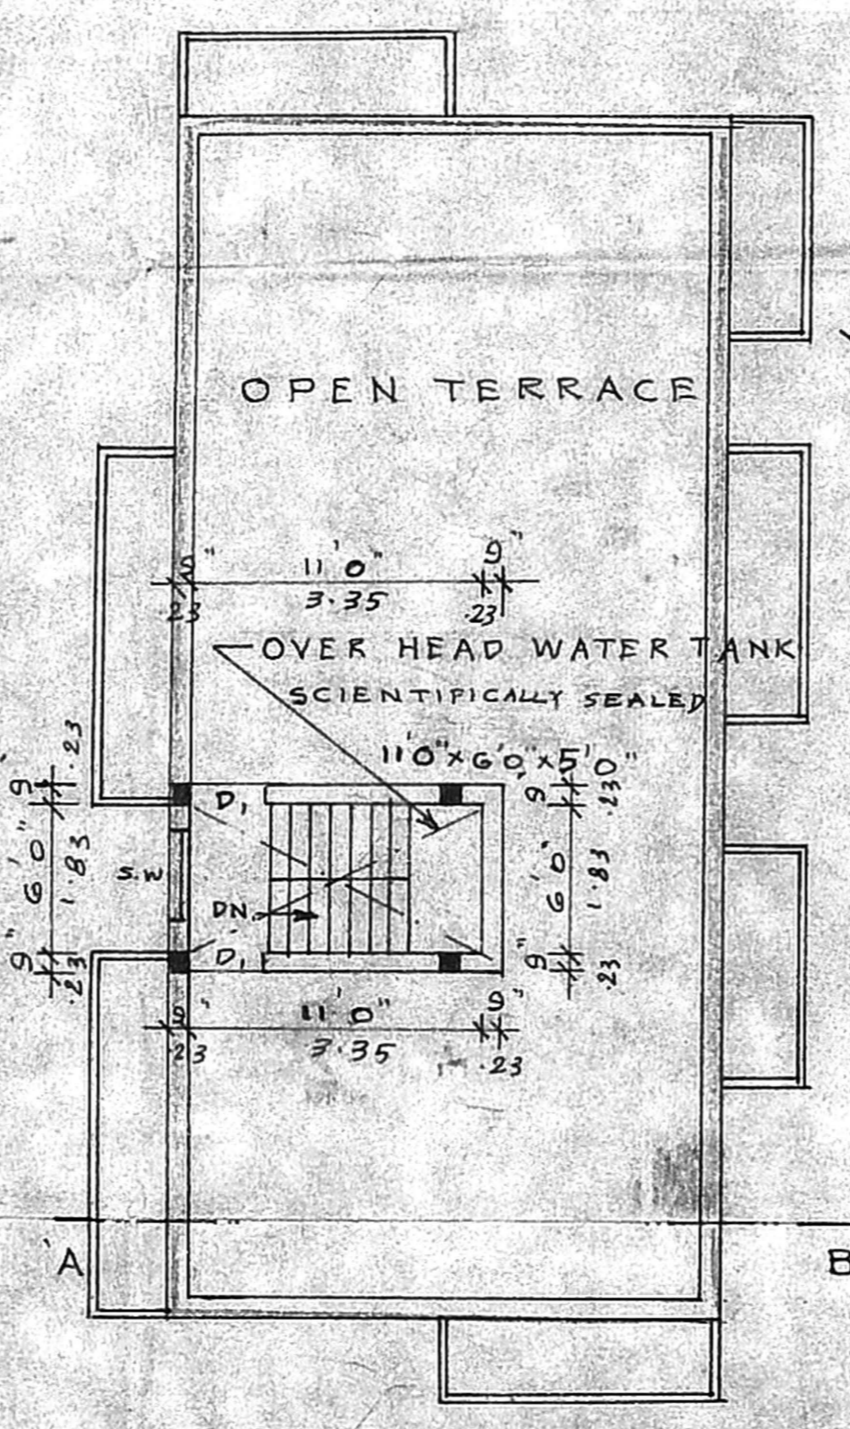 OPEN TERRACE
9" 11'0" 9"
.23 3.35 .23
OVER HEAD WATER TANK
SCIENTIFICALLY SEALED
11'0"x6'0"x5'0"
9" .23
6'0" 1.83
9" .23
D1
S.W
DN.
D1
9" .23
6'0" 1.83
9" .23
9" 11'0" 9"
.23 3.35 .23
'A
B